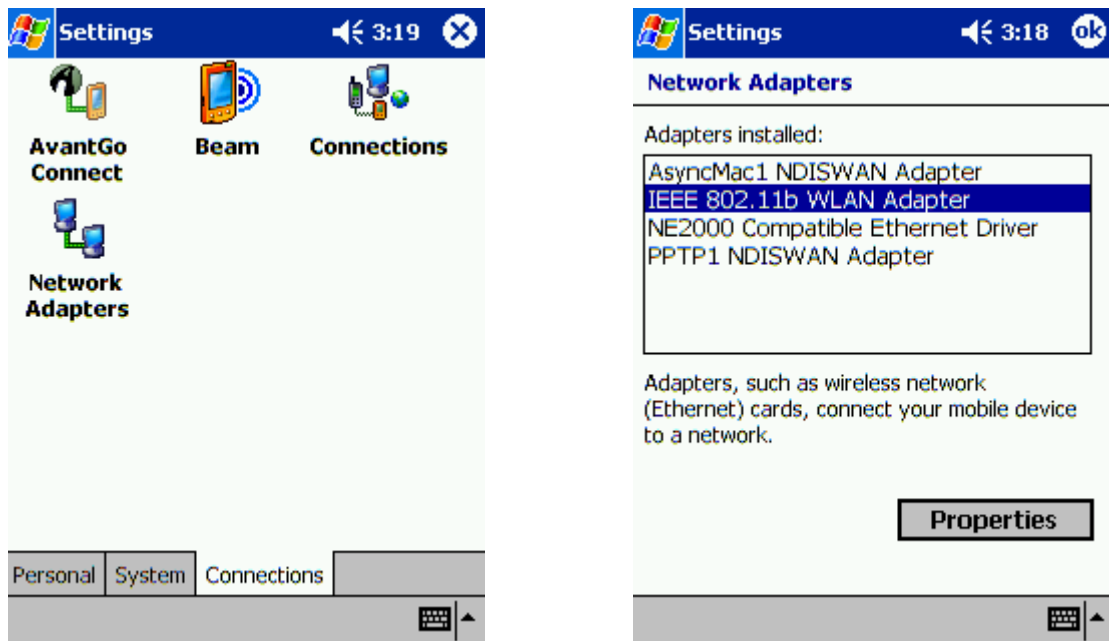 Settings 3:19
AvantGo
Connect
Beam
Connections
Network
Adapters
Personal System Connections
Settings 3:18 ok
Network Adapters
Adapters installed:
AsyncMac1 NDISWAN Adapter
IEEE 802.11b WLAN Adapter
NE2000 Compatible Ethernet Driver
PPTP1 NDISWAN Adapter
Adapters, such as wireless network
(Ethernet) cards, connect your mobile device
to a network.
Properties